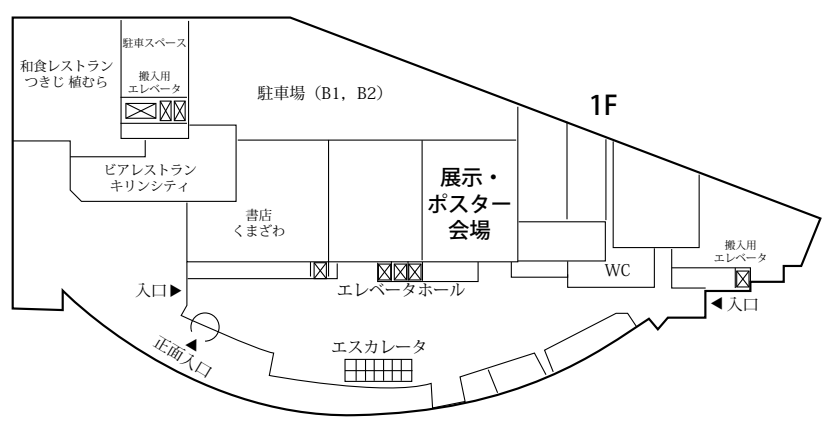 駐車スペース
和食レストラン
つきじ 植むら
搬入用
エレベータ
駐車場（B1，B2）
1F
ビアレストラン
キリンシティ
展示・
ポスター
会場
書店
くまざわ
搬入用
エレベータ
WC
入口▶
エレベータホール
◀入口
正面入口
エスカレータ